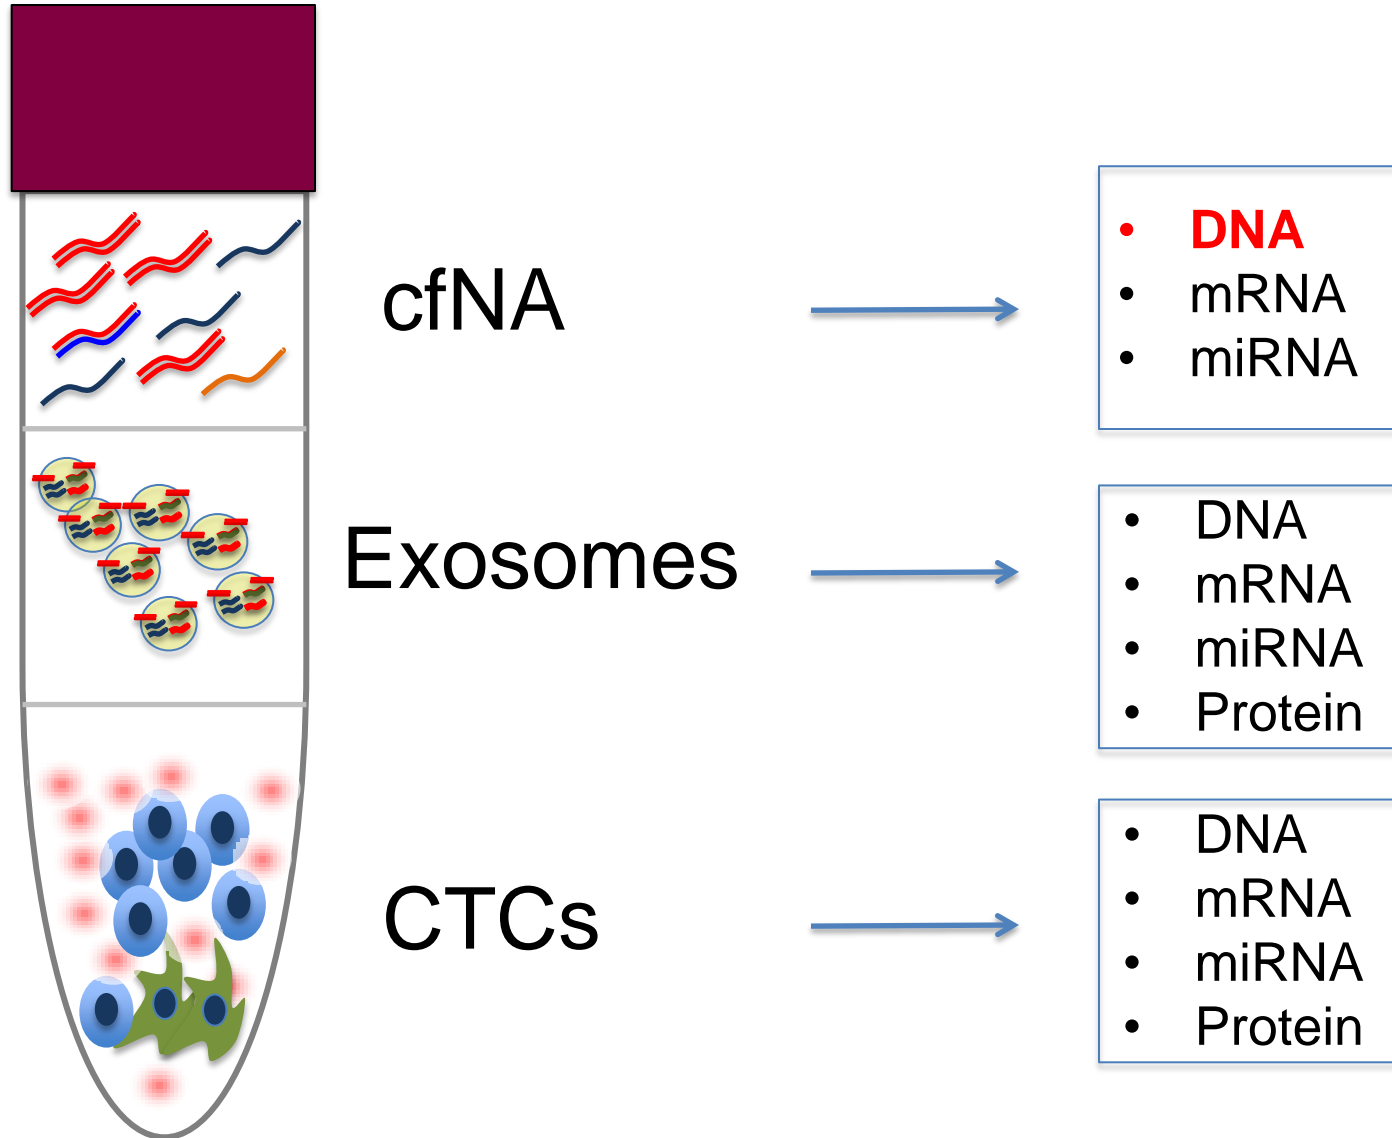 cfNA
• DNA
• mRNA
• miRNA
Exosomes
• DNA
• mRNA
• miRNA
• Protein
CTCs
• DNA
• mRNA
• miRNA
• Protein